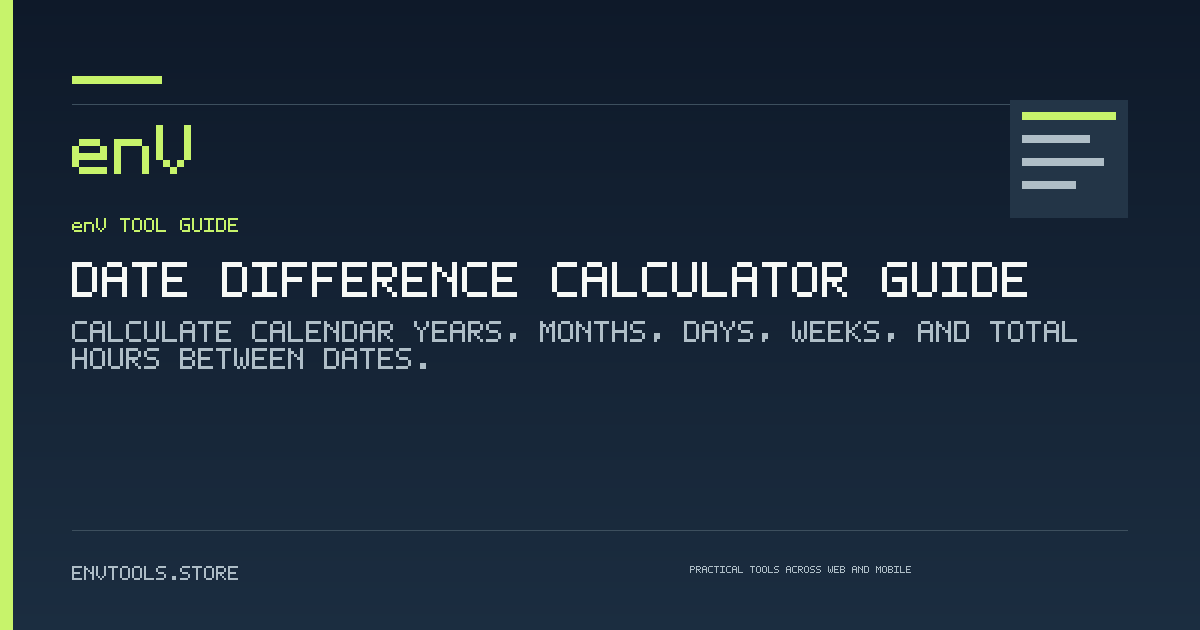 enV
enV TOOL GUIDE
DATE DIFFERENCE CALCULATOR GUIDE
CALCULATE CALENDAR YEARS, MONTHS, DAYS, WEEKS, AND TOTAL
HOURS BETWEEN DATES.
ENVTOOLS.STORE
PRACTICAL TOOLS ACROSS WEB AND MOBILE